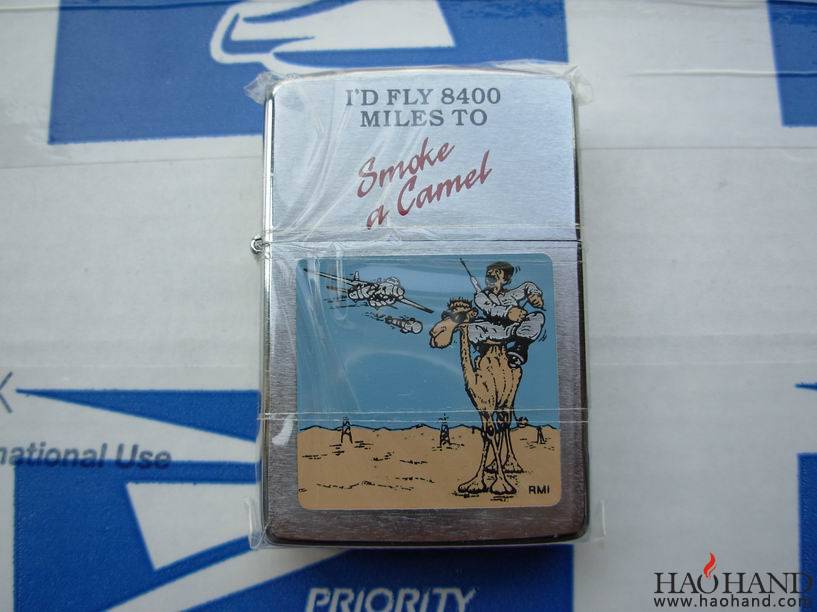 I'D FLY 8400
MILES TO
Smoke
a Camel
RMI
national Use
PRIORITY
HAOHAND
www.haohand.com